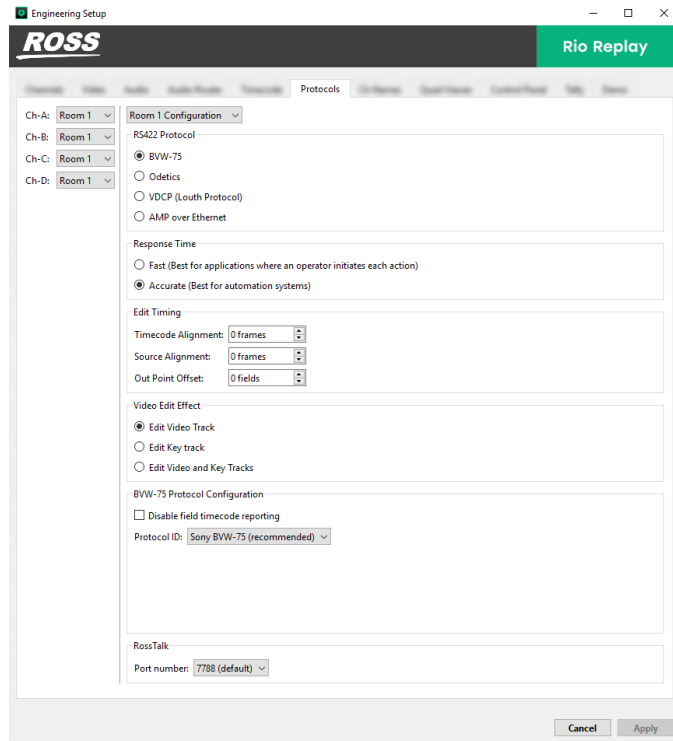 Engineering Setup
ROSS
Rio Replay
Protocols
Ch-A: Room 1
Ch-B: Room 1
Ch-C: Room 1
Ch-D: Room 1
Room 1 Configuration
RS422 Protocol
BVW-75
Odetics
VDCP (Louth Protocol)
AMP over Ethernet
Response Time
Fast (Best for applications where an operator initiates each action)
Accurate (Best for automation systems)
Edit Timing
Timecode Alignment: 0 frames
Source Alignment: 0 frames
Out Point Offset: 0 fields
Video Edit Effect
Edit Video Track
Edit Key track
Edit Video and Key Tracks
BVW-75 Protocol Configuration
Disable field timecode reporting
Protocol ID: Sony BVW-75 (recommended)
RossTalk
Port number: 7788 (default)
Cancel Apply